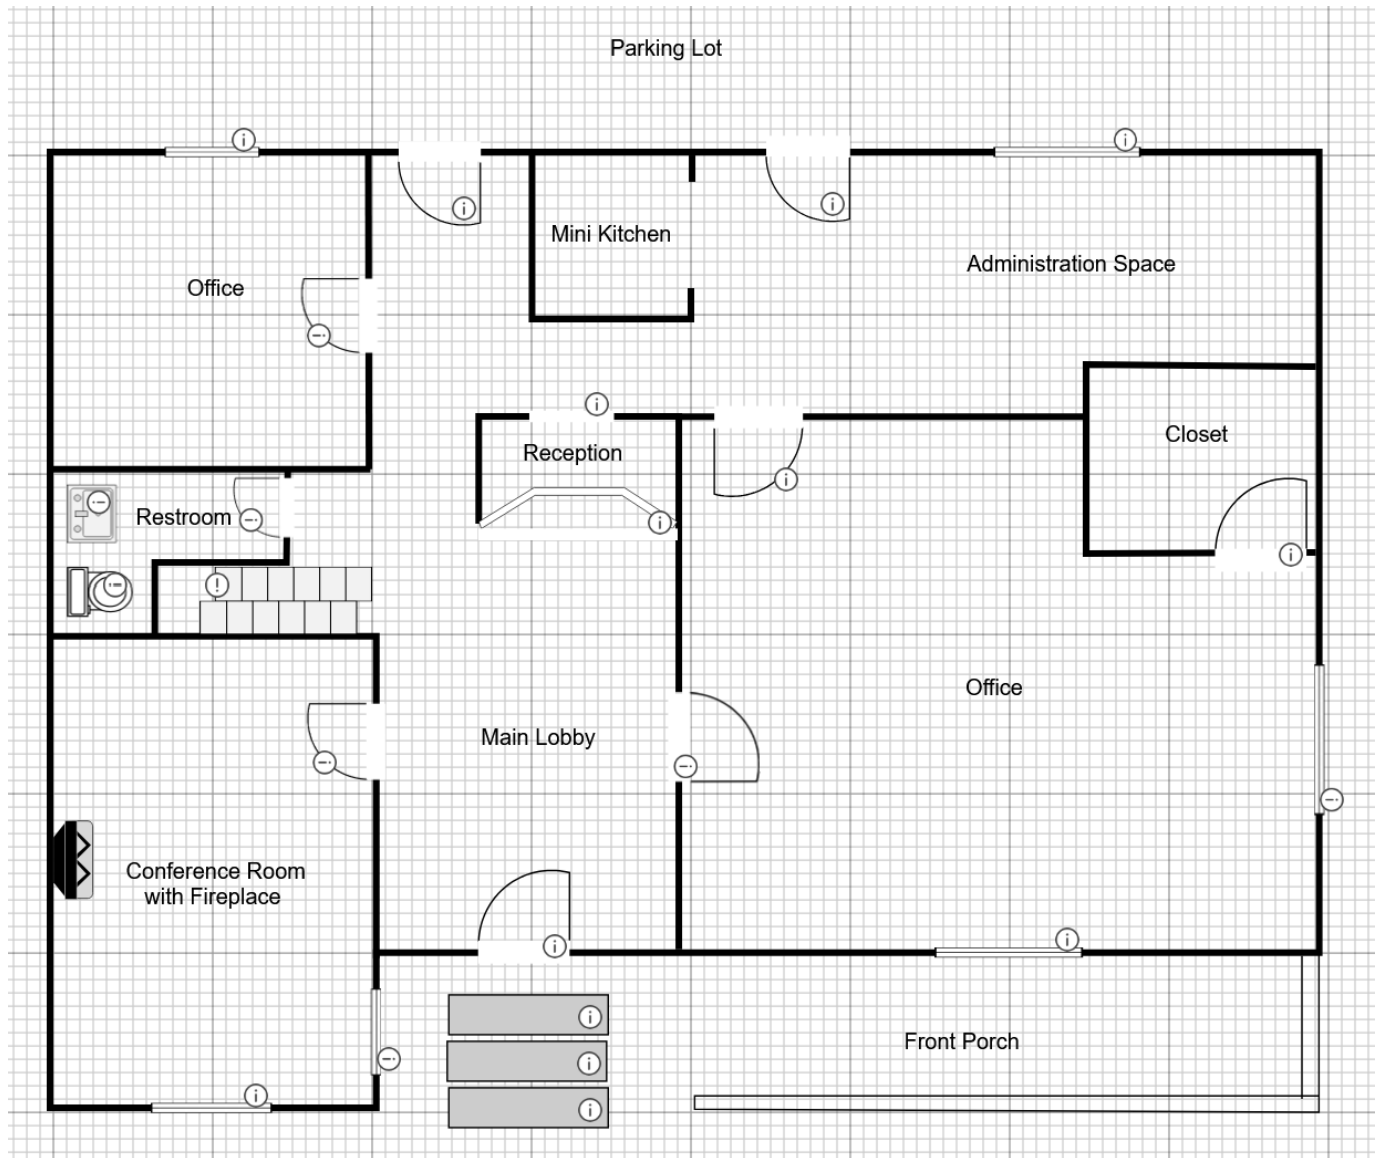 Parking Lot
Mini Kitchen
Administration Space
Office
Closet
Reception
Restroom
Office
Main Lobby
Conference Room
with Fireplace
Front Porch